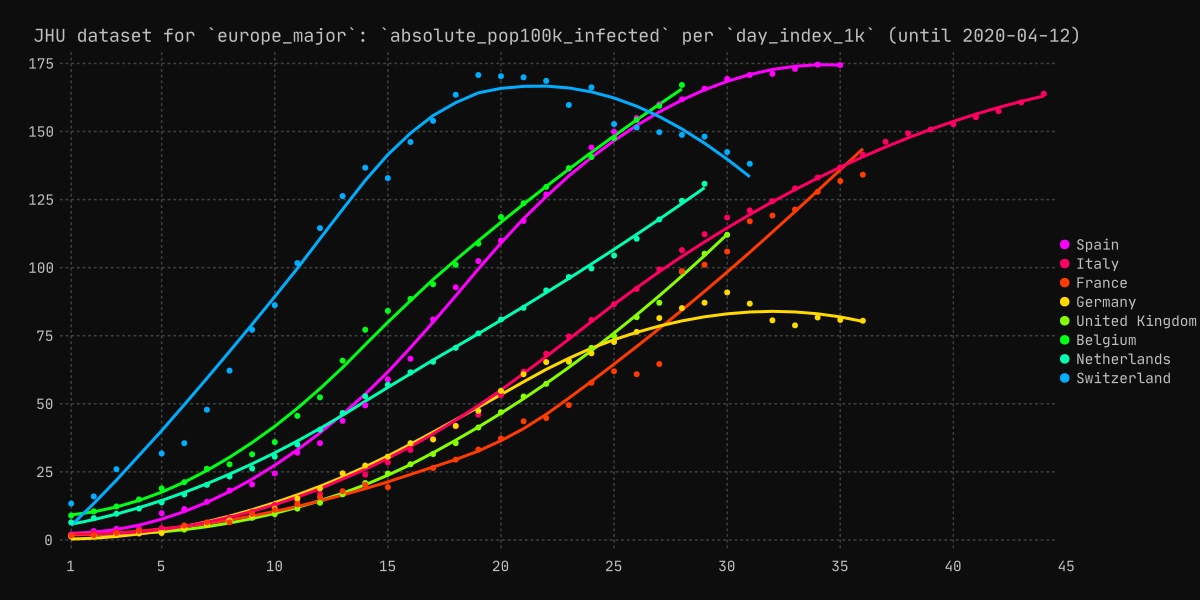 JHU dataset for `europe_major`: `absolute_pop100k_infected` per `day_index_1k` (until 2020-04-12)
175
150
125
100
75
50
25
0
1 5 10 15 20 25 30 35 40 45
Spain
Italy
France
Germany
United Kingdom
Belgium
Netherlands
Switzerland